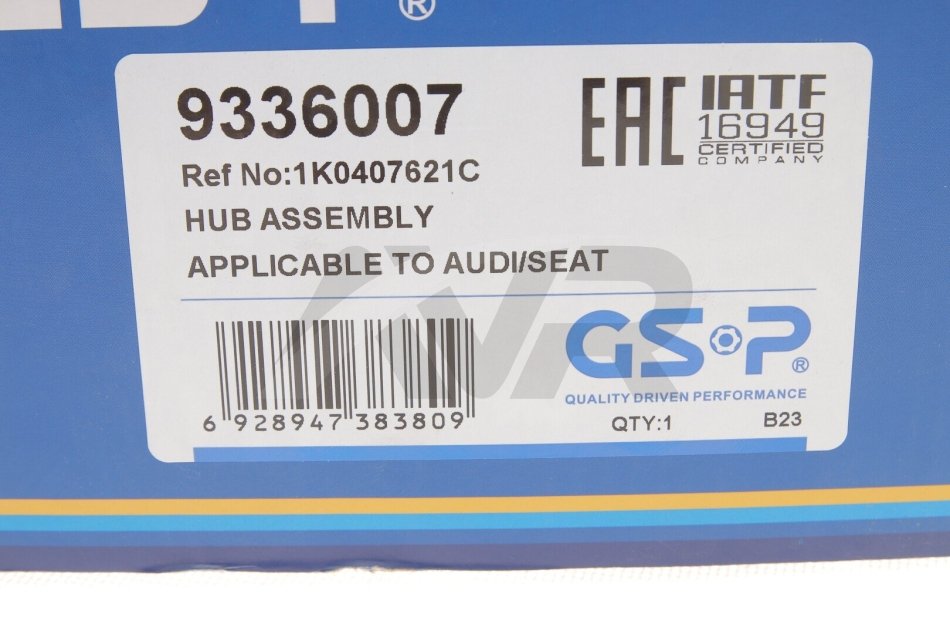 ®
9336007
Ref No:1K0407621C
HUB ASSEMBLY
APPLICABLE TO AUDI/SEAT
EAC
IATF
16949
CERTIFIED
COMPANY
6 928947 383809
GSP®
QUALITY DRIVEN PERFORMANCE
QTY:1 B23